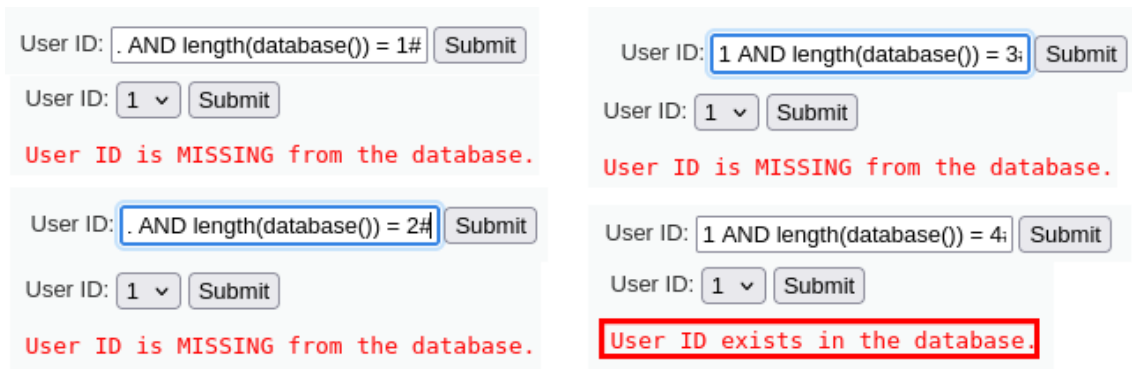 User ID: . AND length(database()) = 1# Submit
User ID: 1 Submit
User ID is MISSING from the database.
User ID: . AND length(database()) = 2# Submit
User ID: 1 Submit
User ID is MISSING from the database.
User ID: 1 AND length(database()) = 3 Submit
User ID: 1 Submit
User ID is MISSING from the database.
User ID: 1 AND length(database()) = 4 Submit
User ID: 1 Submit
User ID exists in the database.